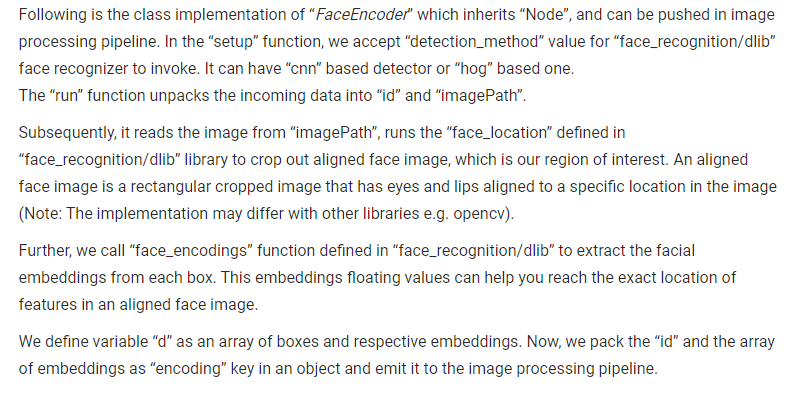 Following is the class implementation of “FaceEncoder” which inherits “Node”, and can be pushed in image
processing pipeline. In the “setup” function, we accept “detection_method” value for “face_recognition/dlib”
face recognizer to invoke. It can have “cnn” based detector or “hog” based one.
The “run” function unpacks the incoming data into “id” and “imagePath”.
Subsequently, it reads the image from “imagePath”, runs the “face_location” defined in
“face_recognition/dlib” library to crop out aligned face image, which is our region of interest. An aligned
face image is a rectangular cropped image that has eyes and lips aligned to a specific location in the image
(Note: The implementation may differ with other libraries e.g. opencv).
Further, we call “face_encodings” function defined in “face_recognition/dlib” to extract the facial
embeddings from each box. This embeddings floating values can help you reach the exact location of
features in an aligned face image.
We define variable “d” as an array of boxes and respective embeddings. Now, we pack the “id” and the array
of embeddings as “encoding” key in an object and emit it to the image processing pipeline.